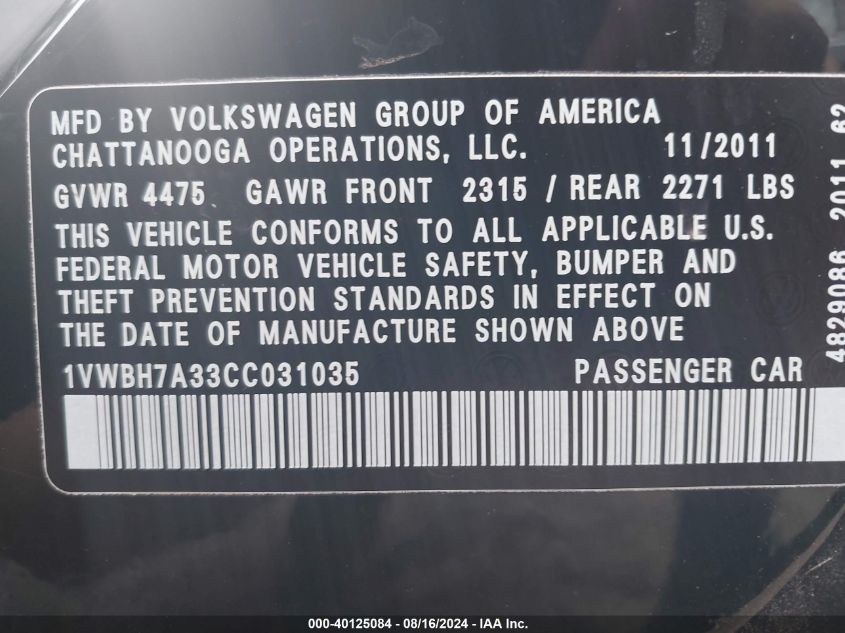 MFD BY VOLKSWAGEN GROUP OF AMERICA
CHATTANOOGA OPERATIONS, LLC. 11/2011
GVWR 4475 GAWR FRONT 2315 / REAR 2271 LBS
THIS VEHICLE CONFORMS TO ALL APPLICABLE U.S.
FEDERAL MOTOR VEHICLE SAFETY, BUMPER AND
THEFT PREVENTION STANDARDS IN EFFECT ON
THE DATE OF MANUFACTURE SHOWN ABOVE
1VWBH7A33CC031035 PASSENGER CAR
4829086 2011 62
000-40125084 - 08/16/2024 - IAA Inc.